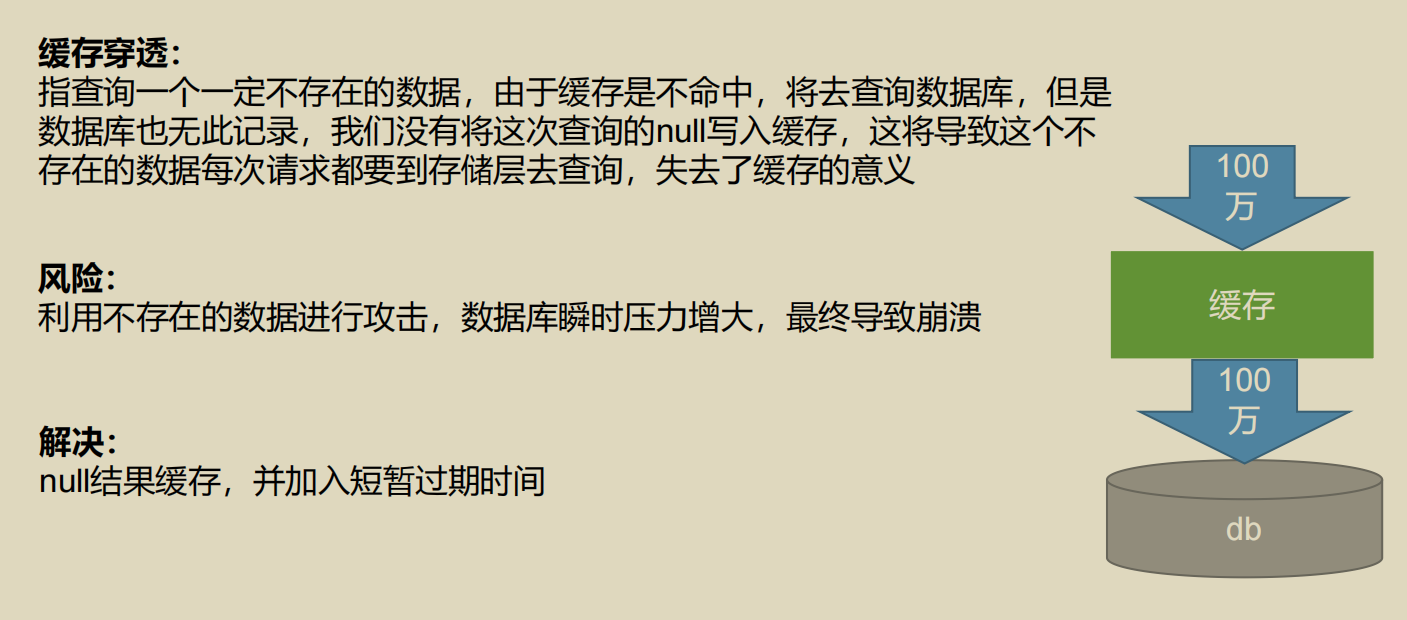 缓存穿透：
指查询一个一定不存在的数据，由于缓存是不命中，将去查询数据库，但是
数据库也无此记录，我们没有将这次查询的null写入缓存，这将导致这个不
存在的数据每次请求都要到存储层去查询，失去了缓存的意义
风险：
利用不存在的数据进行攻击，数据库瞬时压力增大，最终导致崩溃
解决：
null结果缓存，并加入短暂过期时间
100
万
缓存
100
万
db